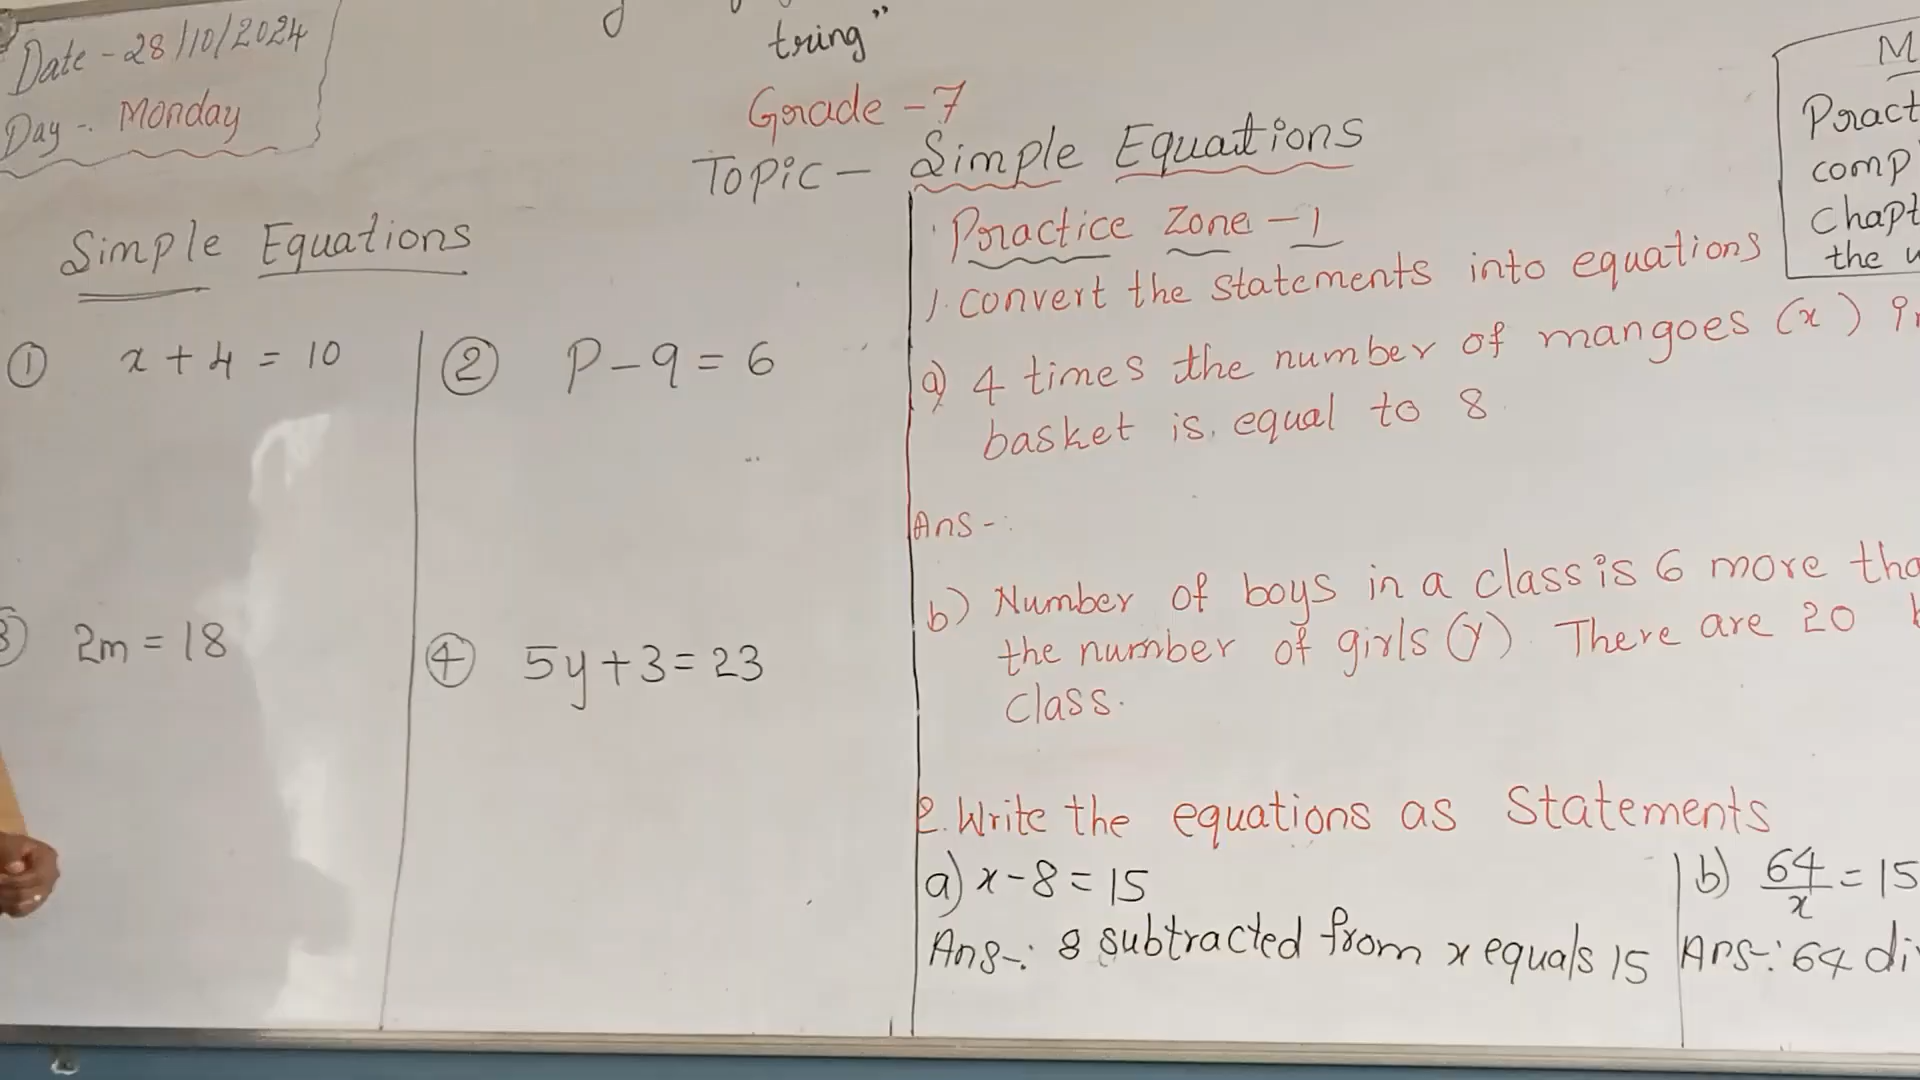 Date - 28/10/2024
Day -. Monday
tring"
Grade - 7
Topic - Simple Equations
Simple Equations
① x + 4 = 10
② P - 9 = 6
③ 2m = 18
④ 5y + 3 = 23
Practice Zone - 1
1. Convert the statements into equations
a) 4 times the number of mangoes (x)
basket is equal to 8
Ans -:
b) Number of boys in a class is 6 more
the number of girls (y). There are 20
class.
2. Write the equations as Statements
a) x - 8 = 15
Ans -: 8 subtracted from x equals 15
b) 64/x = 15
Ans -: 64
the